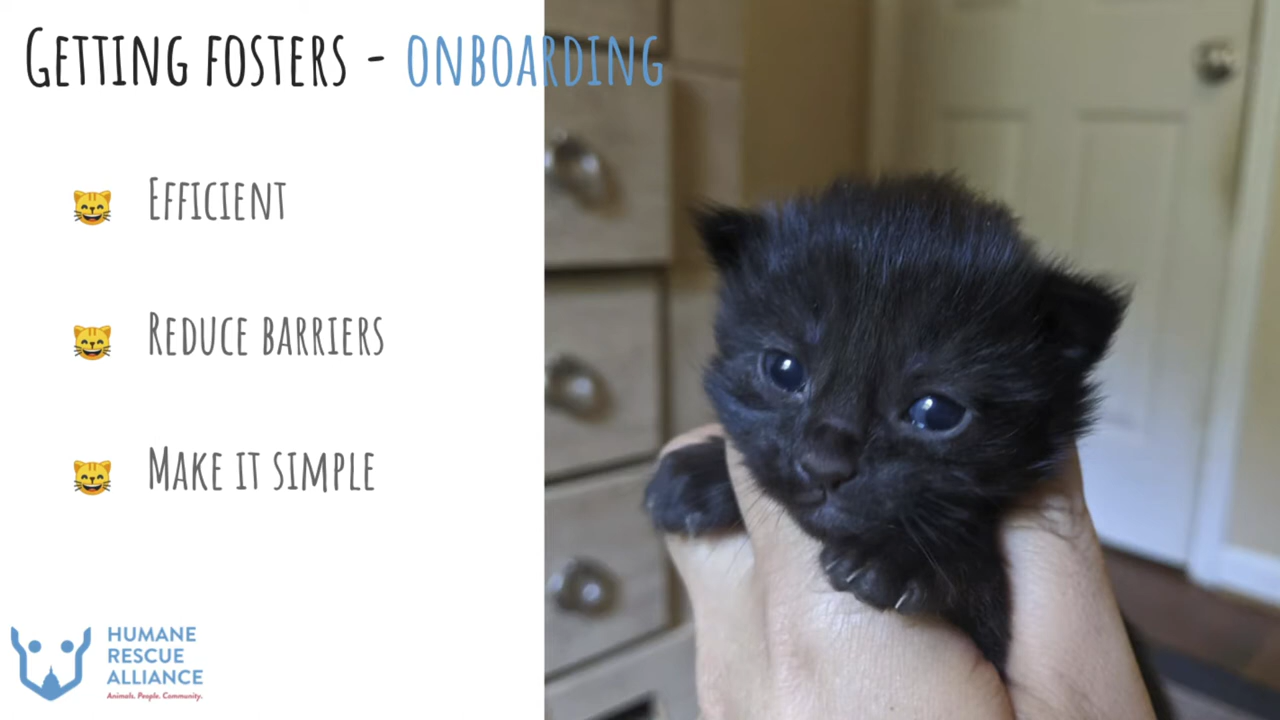 Getting fosters - onboarding
😸 Efficient
😸 Reduce barriers
😸 Make it simple
HUMANE
RESCUE
ALLIANCE
Animals. People. Community.